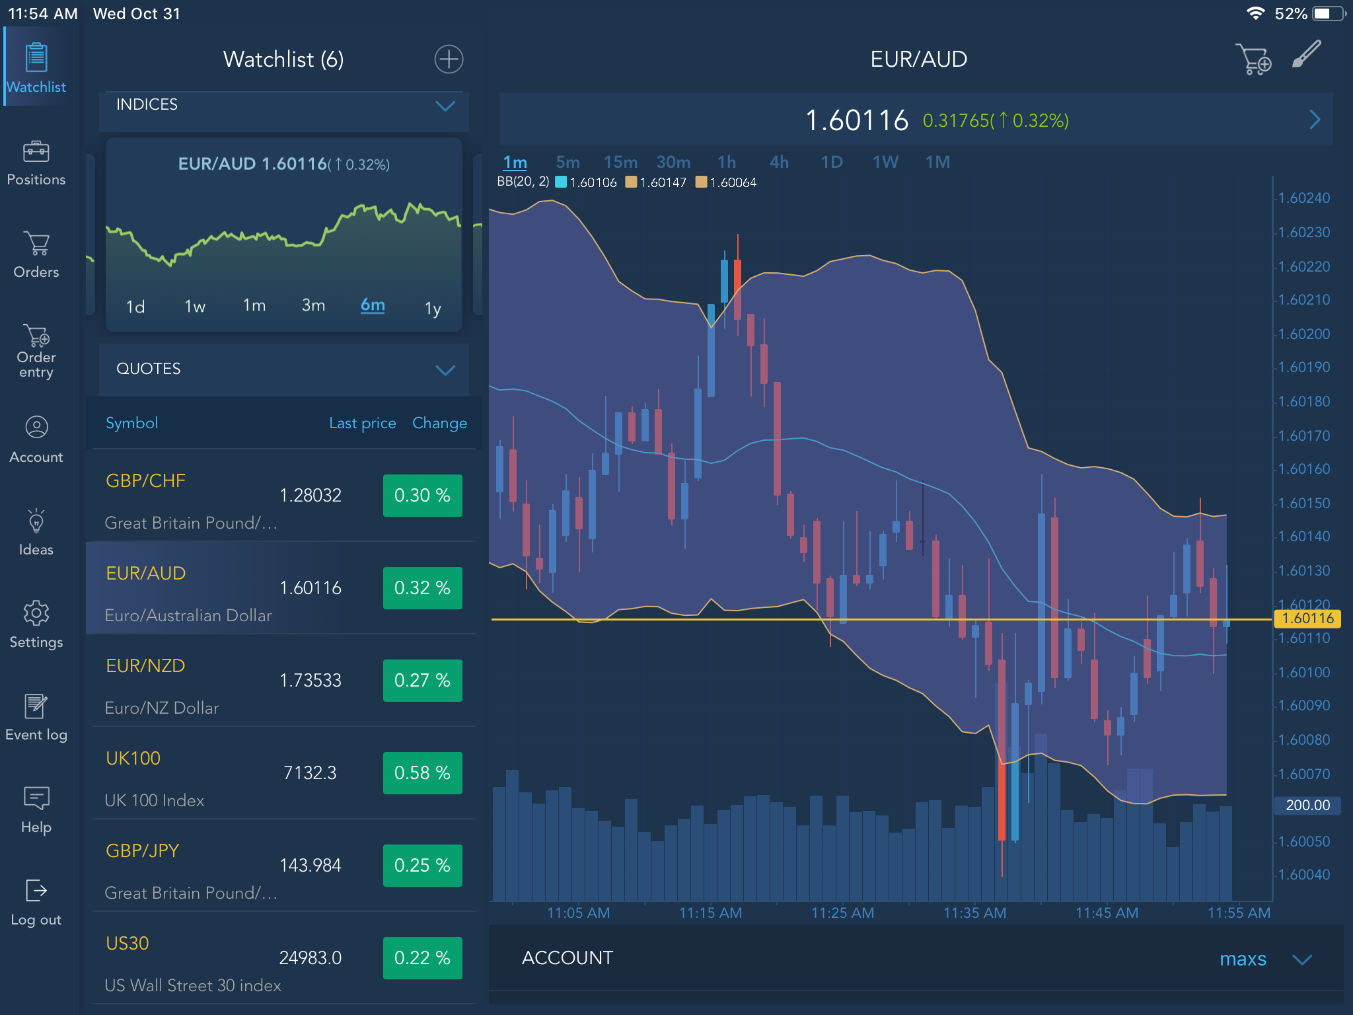 11:54 AM Wed Oct 31
52%
Watchlist
Positions
Orders
Order
entry
Account
Ideas
Settings
Event log
Help
Log out
Watchlist (6)
INDICES
EUR/AUD 1.60116(↑0.32%)
1d 1w 1m 3m 6m 1y
QUOTES
Symbol Last price Change
GBP/CHF
1.28032 0.30 %
Great Britain Pound/...
EUR/AUD
1.60116 0.32 %
Euro/Australian Dollar
EUR/NZD
1.73533 0.27 %
Euro/NZ Dollar
UK100
7132.3 0.58 %
UK 100 Index
GBP/JPY
143.984 0.25 %
Great Britain Pound/...
US30
24983.0 0.22 %
US Wall Street 30 index
EUR/AUD
1.60116 0.31765(↑0.32%)
1m 5m 15m 30m 1h 4h 1D 1W 1M
BB(20, 2) 1.60106 1.60147 1.60064
1.60240
1.60230
1.60220
1.60210
1.60200
1.60190
1.60180
1.60170
1.60160
1.60150
1.60140
1.60130
1.60120
1.60116
1.60110
1.60100
1.60090
1.60080
1.60070
200.00
1.60050
1.60040
11:05 AM 11:15 AM 11:25 AM 11:35 AM 11:45 AM 11:55 AM
ACCOUNT maxs